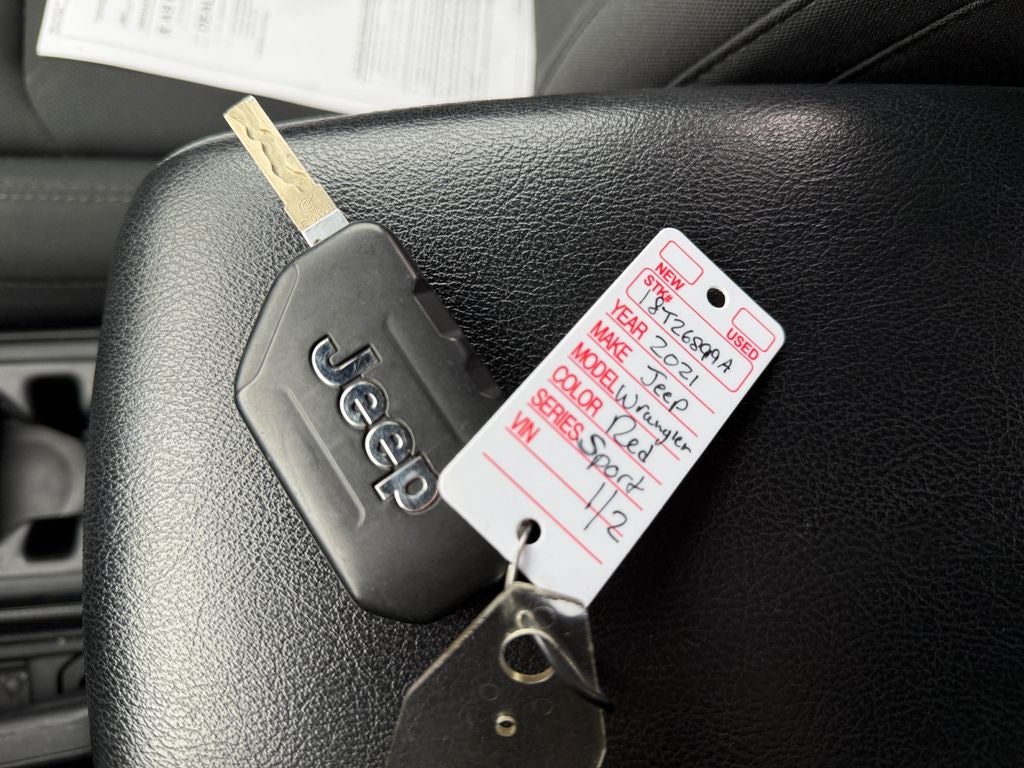 Jeep
NEW
USED
STK# 18T26899A
YEAR 2021
MAKE Jeep
MODEL Wrangler
COLOR Red
SERIES Sport
VIN 1/2